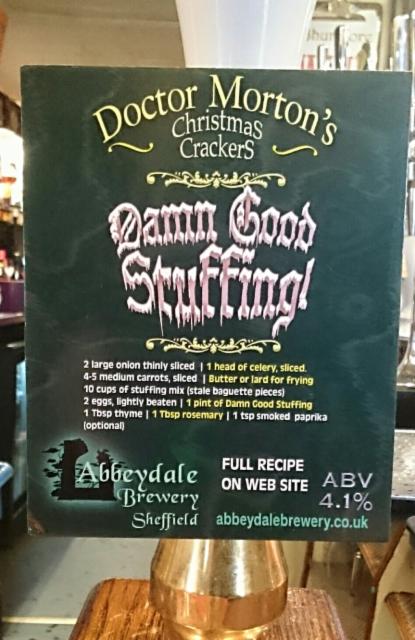 Doctor Morton's
Christmas
Crackers
Damn Good
Stuffing!
2 large onion thinly sliced | 1 head of celery, sliced.
4-5 medium carrots, sliced | Butter or lard for frying
10 cups of stuffing mix (stale baguette pieces)
2 eggs, lightly beaten | 1 pint of Damn Good Stuffing
1 Tbsp thyme | 1 Tbsp rosemary | 1 tsp smoked paprika
(optional)
Abbeydale
Brewery
Sheffield
FULL RECIPE
ON WEB SITE
ABV
4.1%
abbeydalebrewery.co.uk